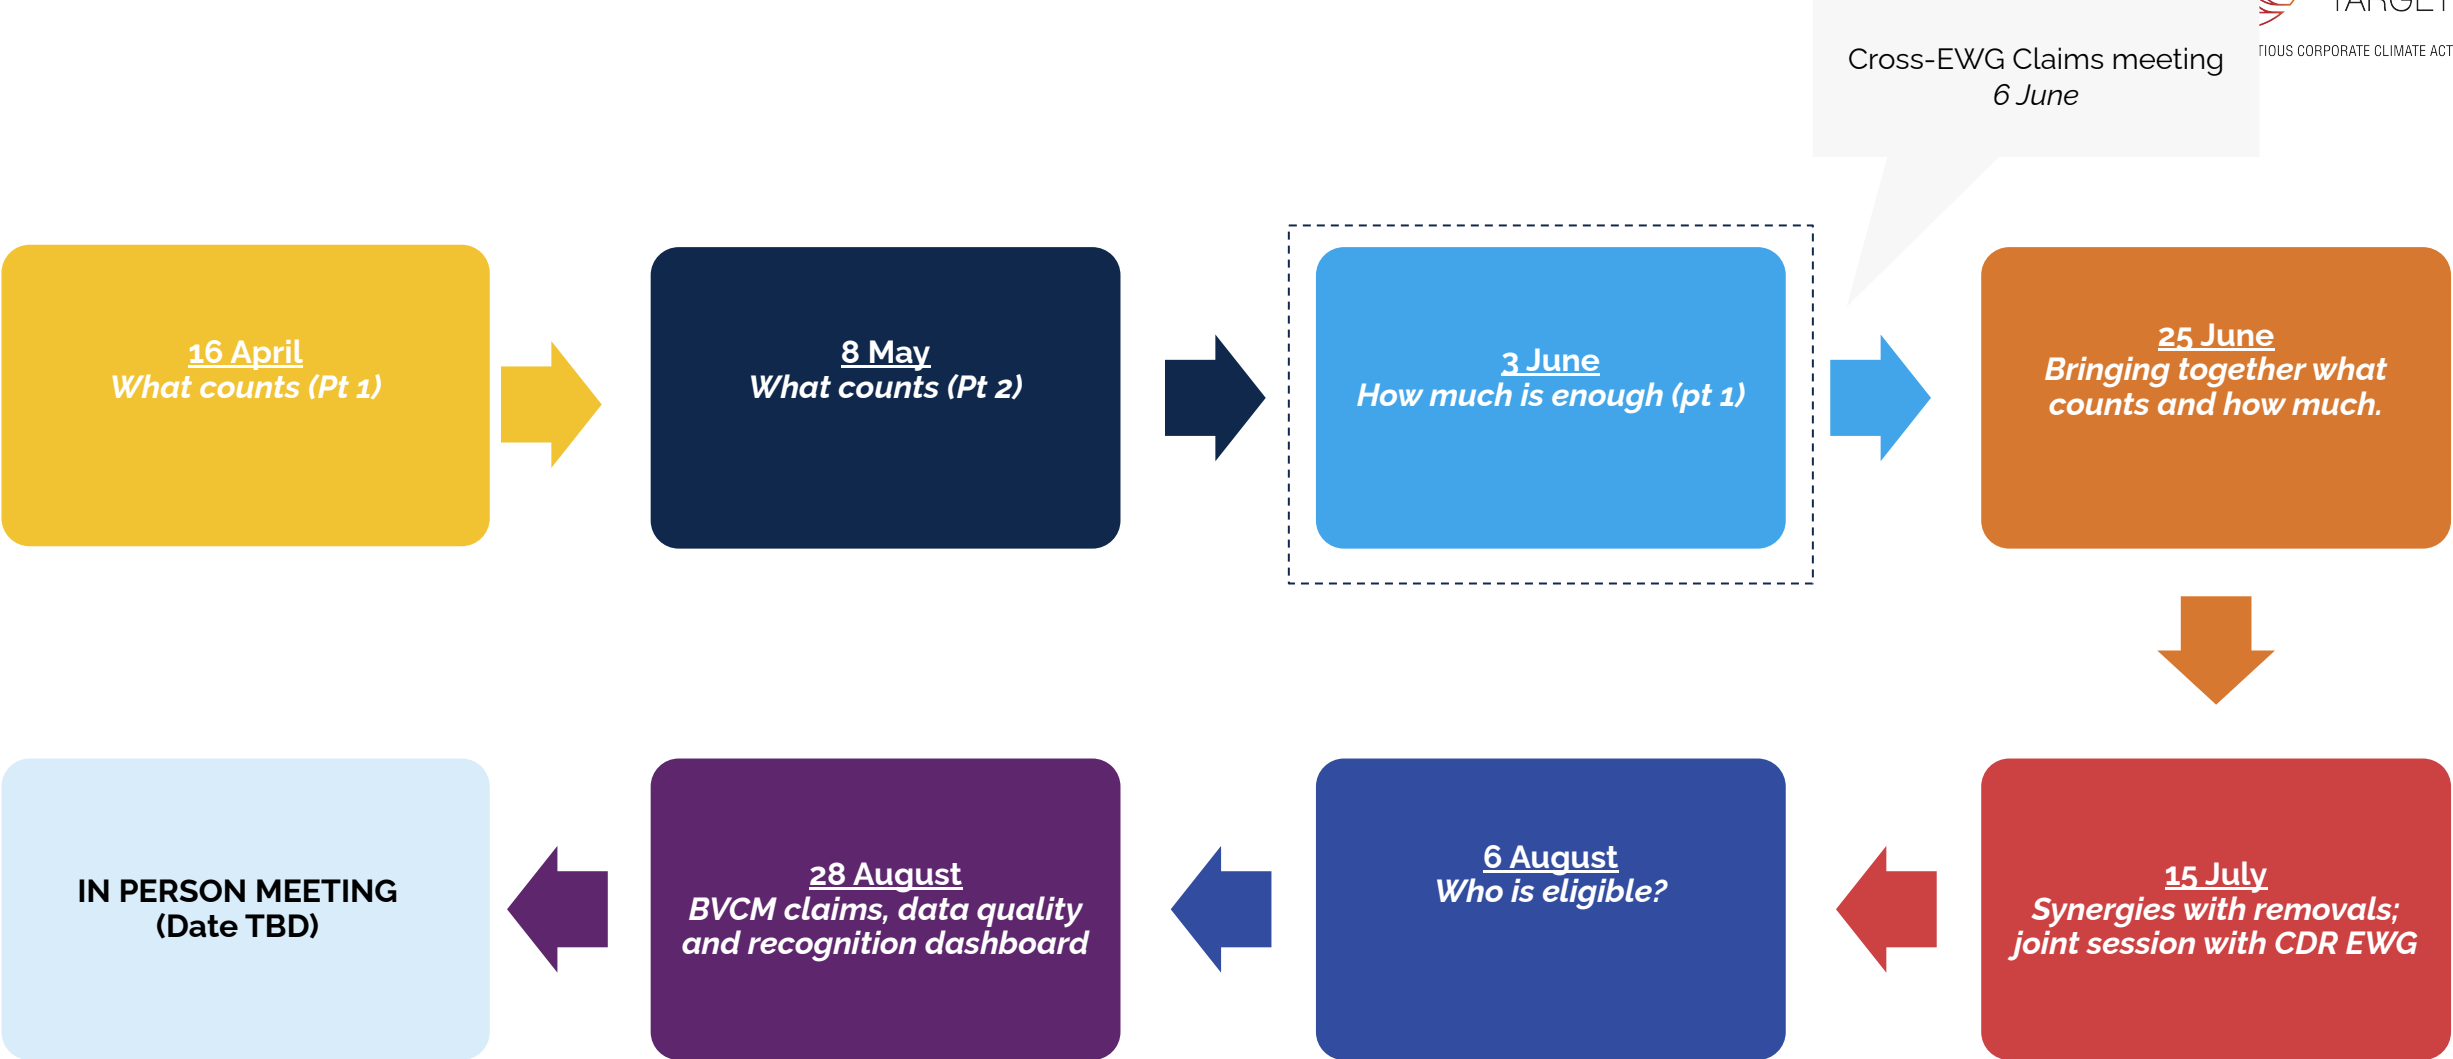 TARGET
TIOUS CORPORATE CLIMATE ACT
Cross-EWG Claims meeting
6 June
16 April
What counts (Pt 1)
8 May
What counts (Pt 2)
3 June
How much is enough (pt 1)
25 June
Bringing together what
counts and how much.
IN PERSON MEETING
(Date TBD)
28 August
BVCM claims, data quality
and recognition dashboard
6 August
Who is eligible?
15 July
Synergies with removals;
joint session with CDR EWG